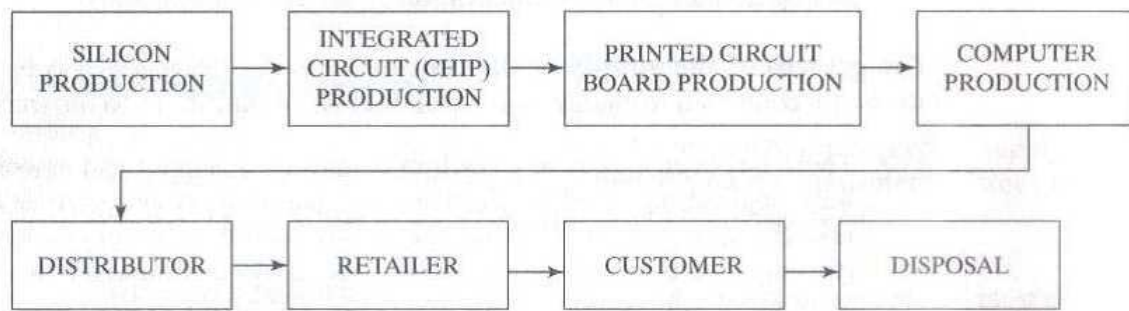 SILICON
PRODUCTION
INTEGRATED
CIRCUIT (CHIP)
PRODUCTION
PRINTED CIRCUIT
BOARD PRODUCTION
COMPUTER
PRODUCTION
DISTRIBUTOR
RETAILER
CUSTOMER
DISPOSAL